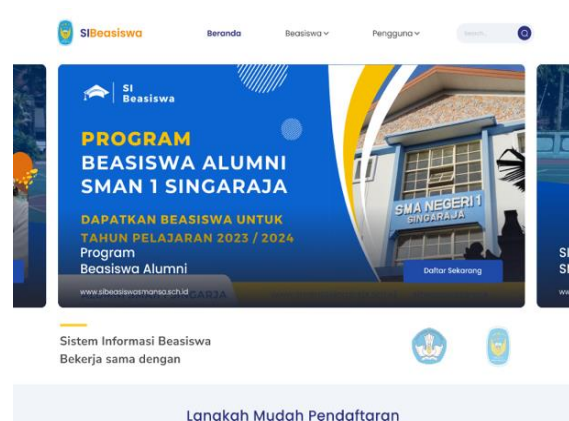 SIBeasiswa
Beranda
Beasiswa
Pengguna
Search..
SI
Beasiswa
PROGRAM
BEASISWA ALUMNI
SMAN 1 SINGARAJA
DAPATKAN BEASISWA UNTUK
TAHUN PELAJARAN 2023 / 2024
SMA NEGERI 1
SINGARAJA
Program
Beasiswa Alumni
Daftar Sekarang
www.sibeasiswasmansa.sch.id
Sistem Informasi Beasiswa
Bekerja sama dengan
Langkah Mudah Pendaftaran